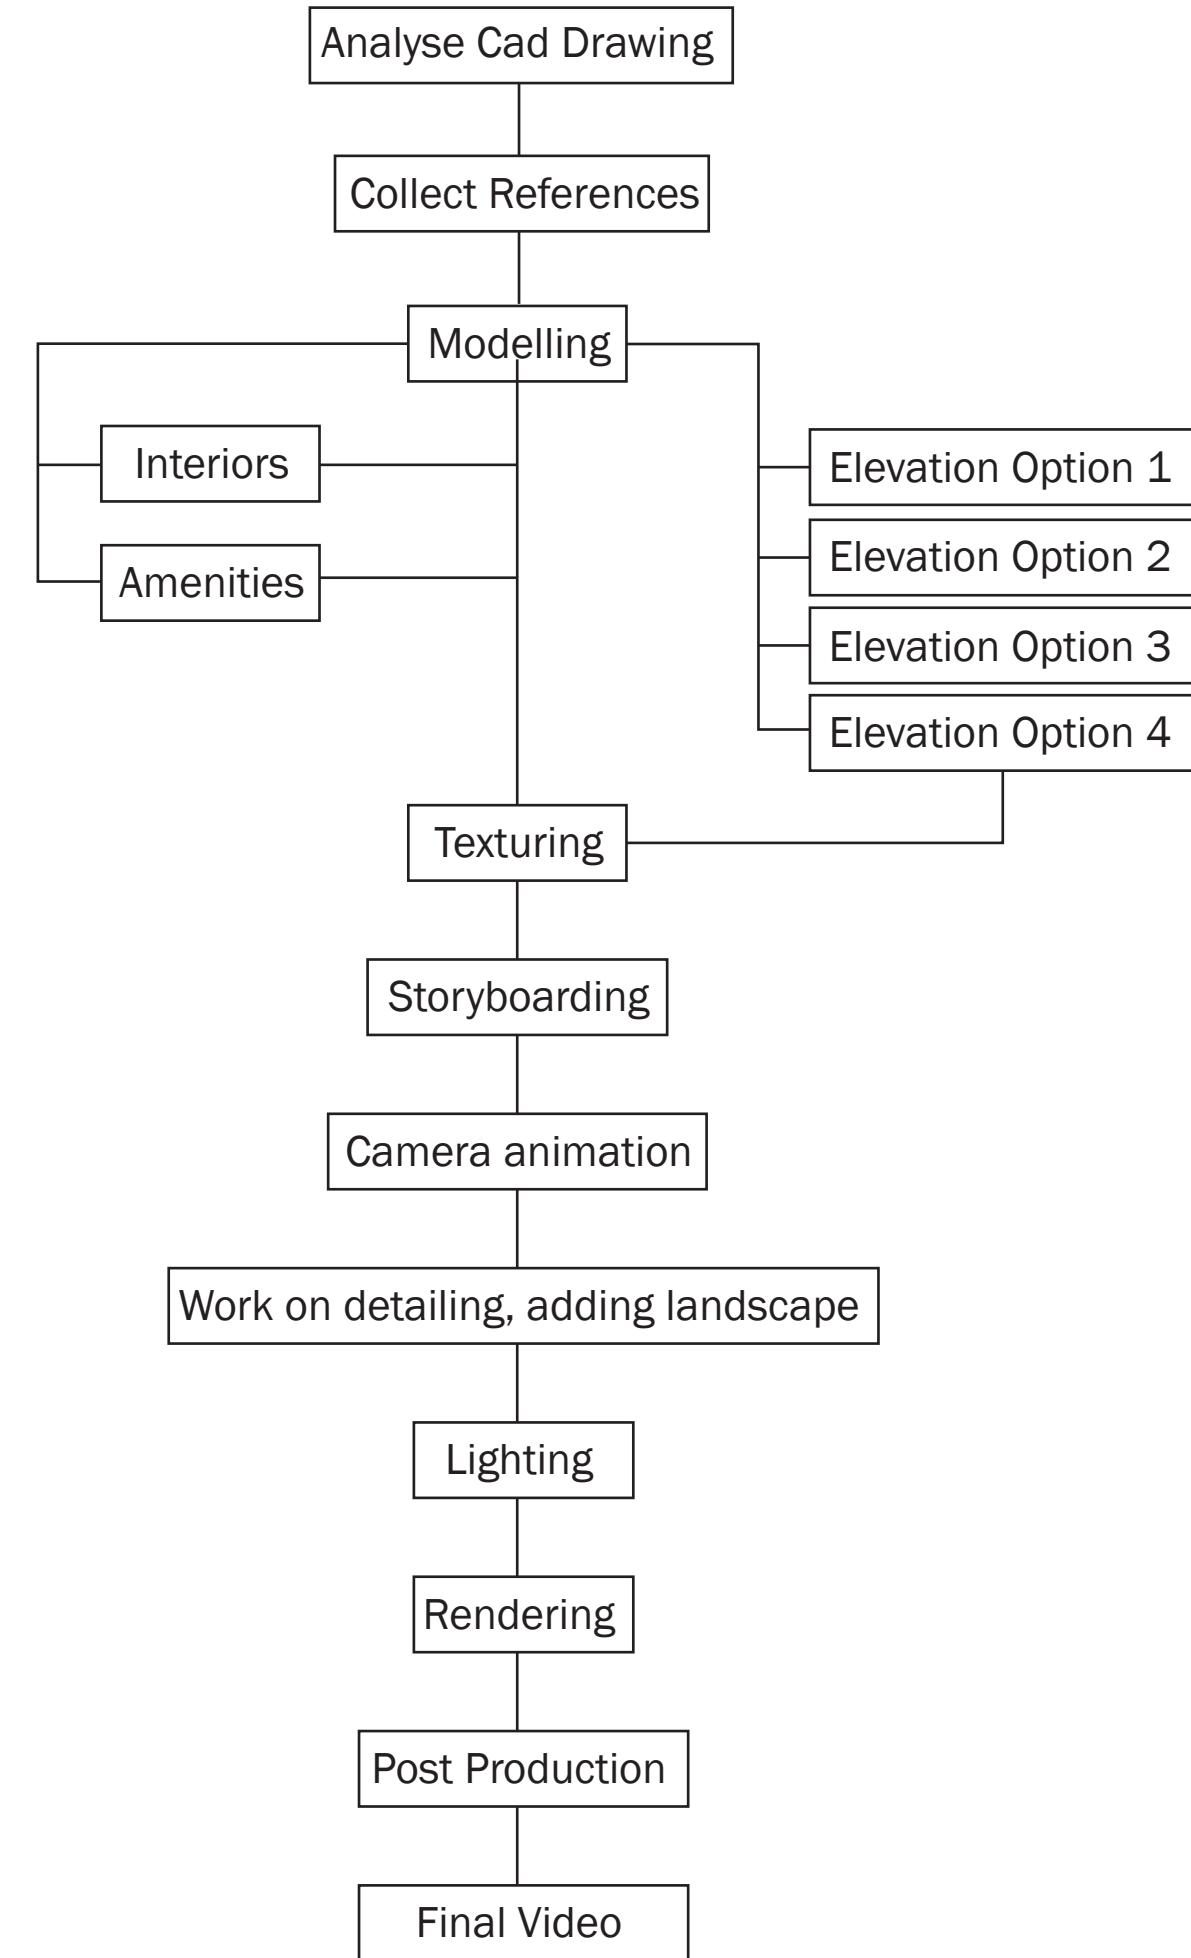 Analyse Cad Drawing
Collect References
Modelling
Interiors
Amenities
Elevation Option 1
Elevation Option 2
Elevation Option 3
Elevation Option 4
Texturing
Storyboarding
Camera animation
Work on detailing, adding landscape
Lighting
Rendering
Post Production
Final Video